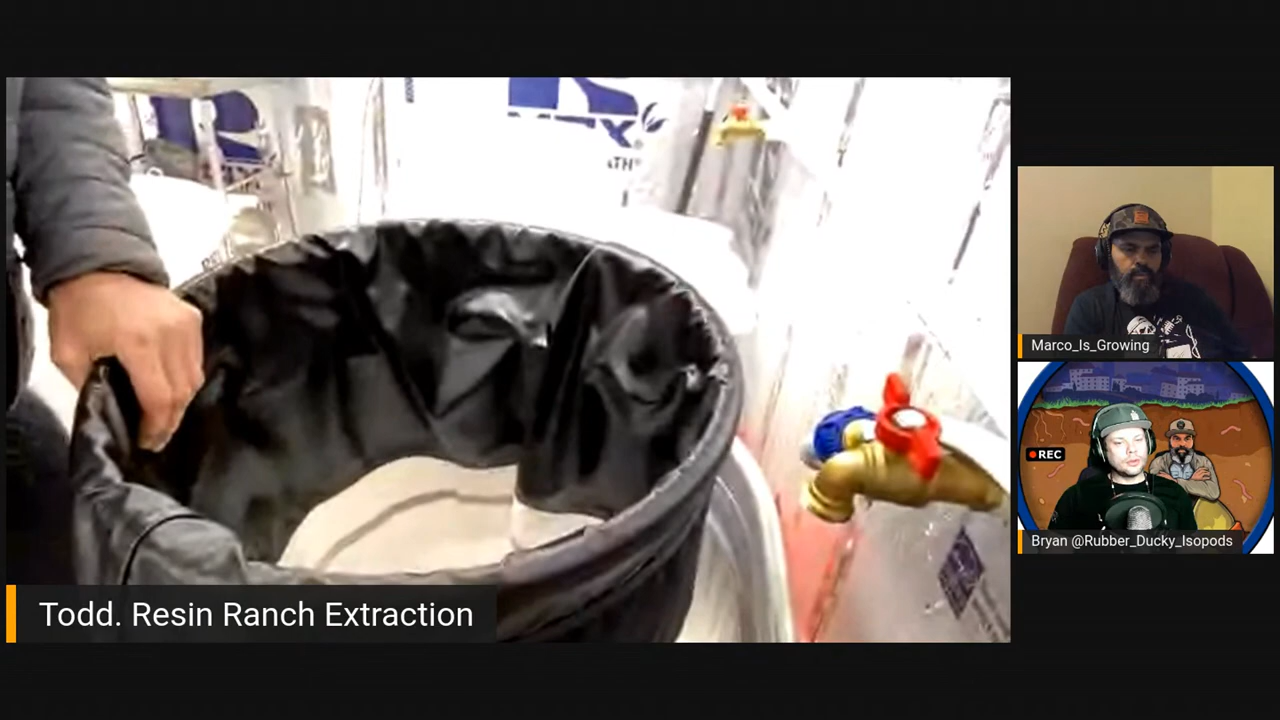 Todd. Resin Ranch Extraction
Marco_Is_Growing
REC
Bryan @Rubber_Ducky_Isopods